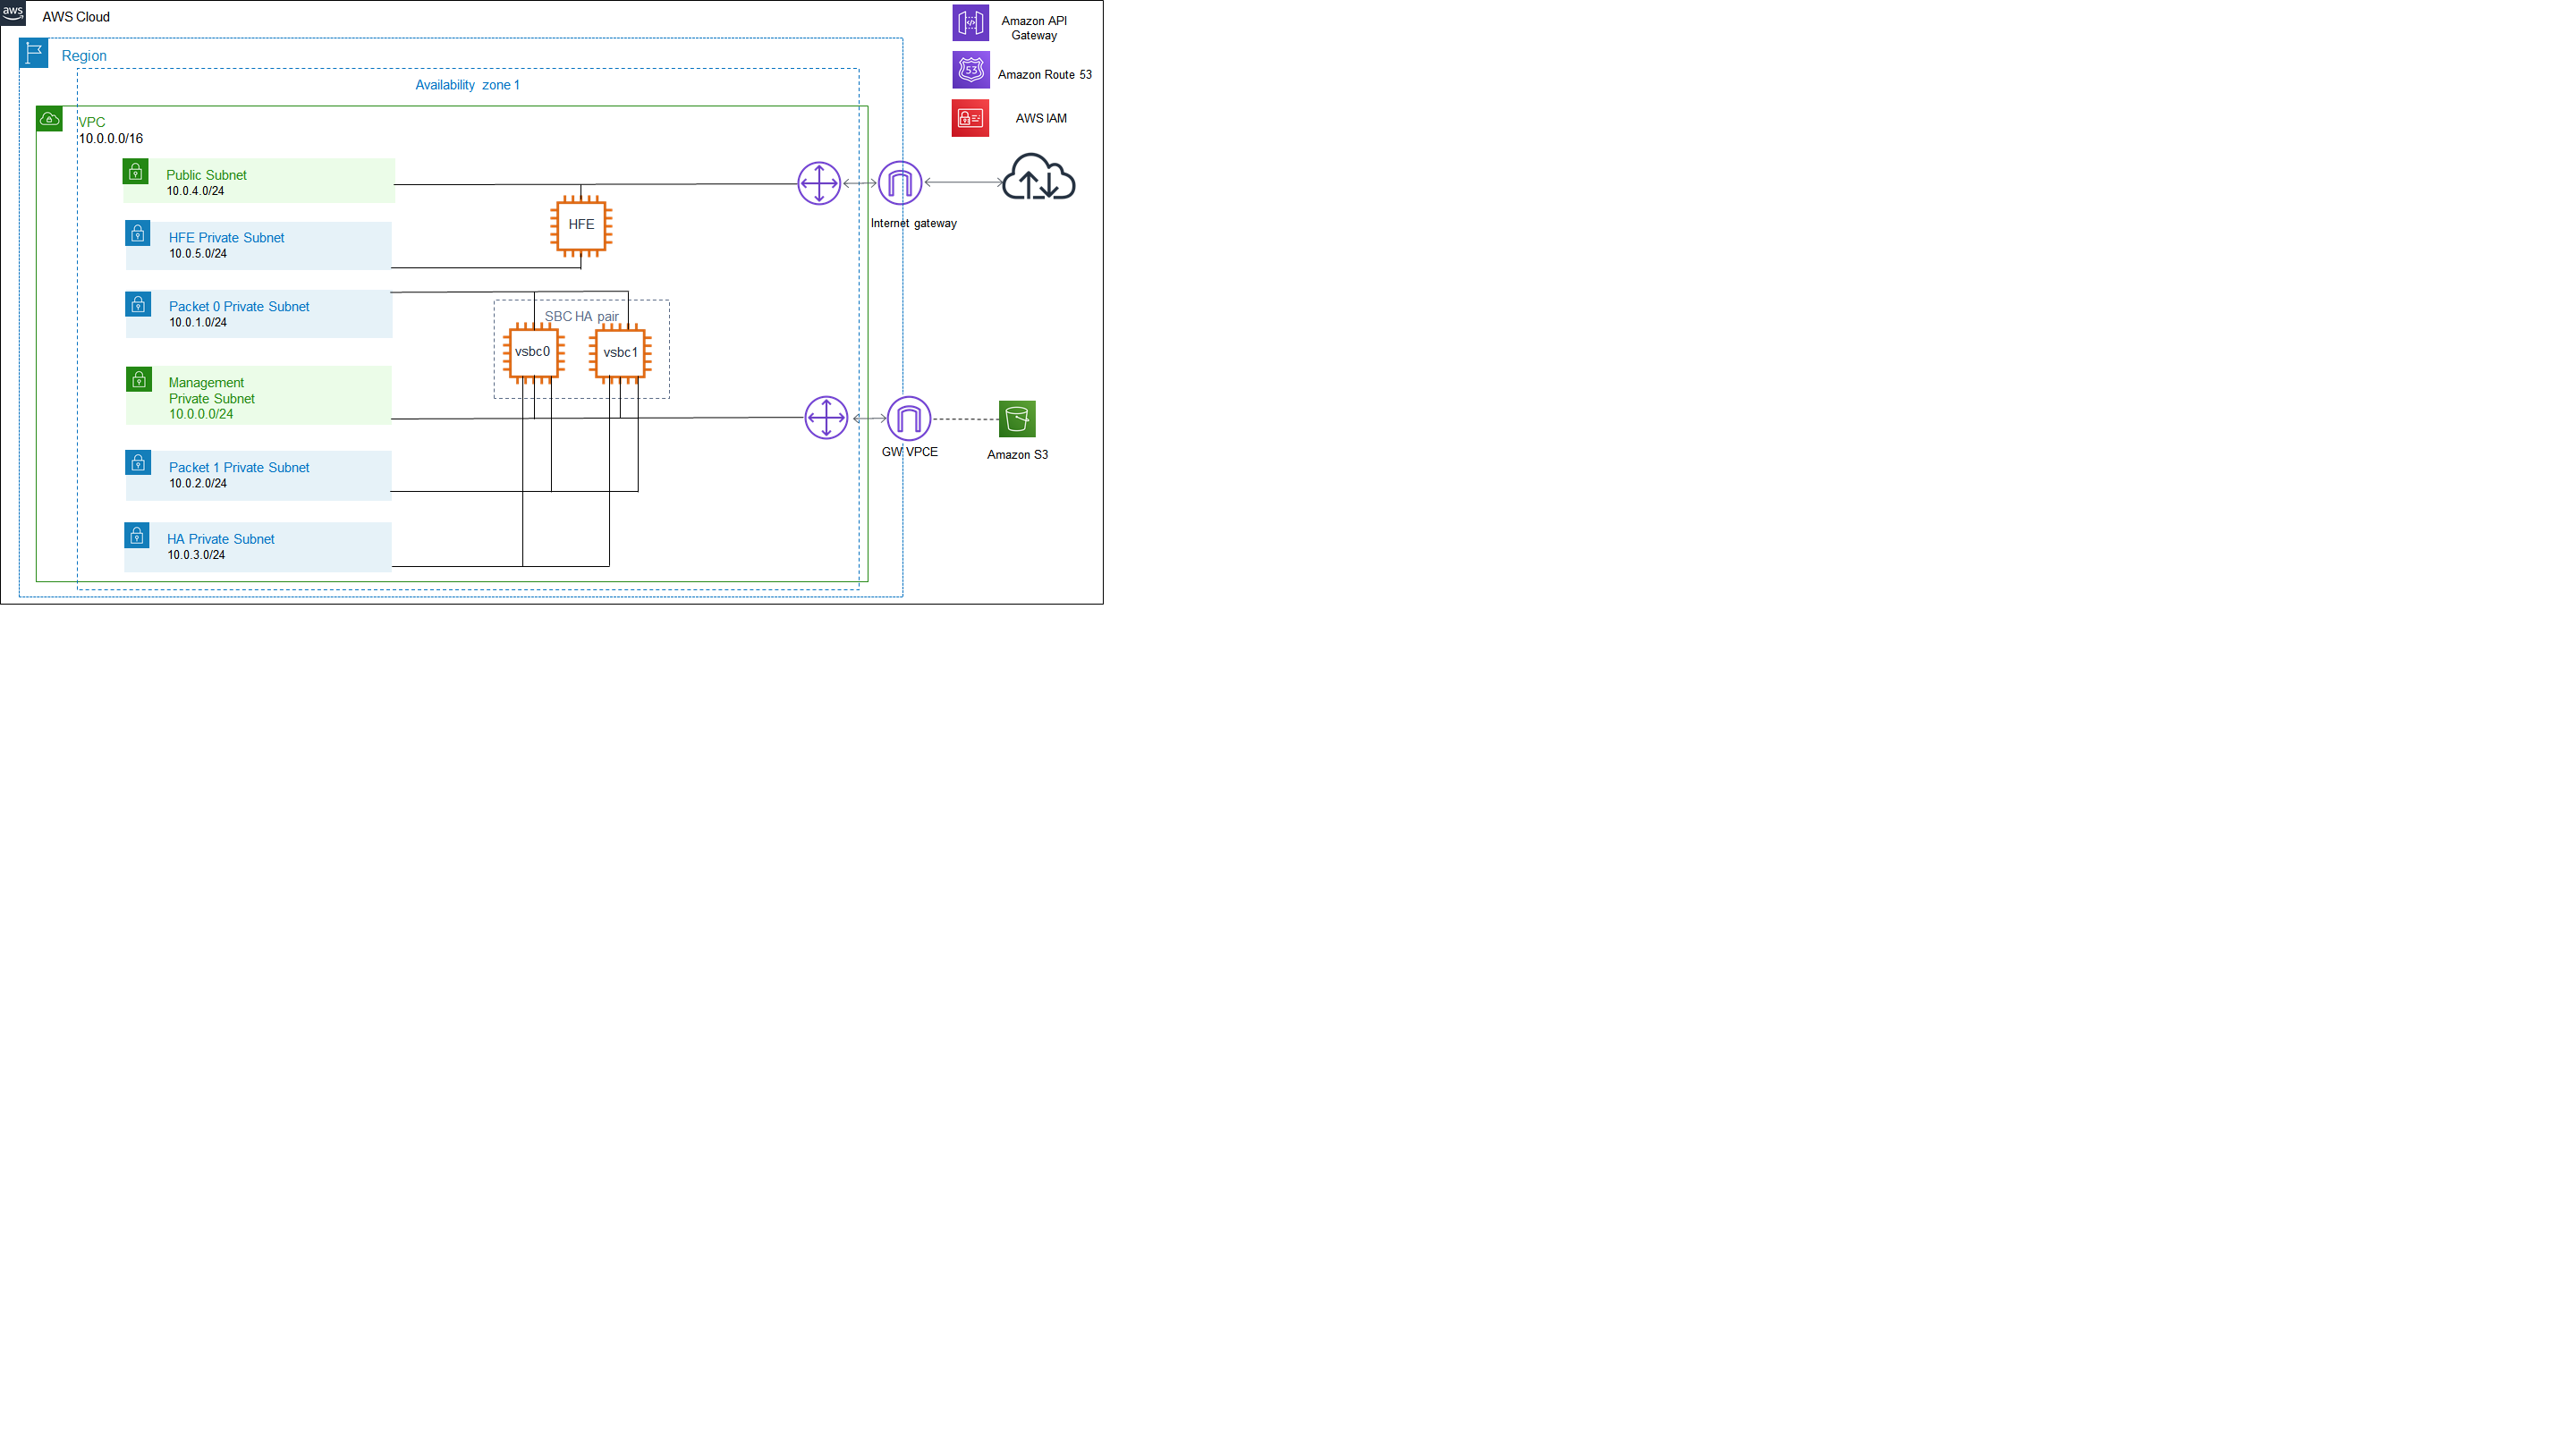 aws
AWS Cloud
Amazon API
Gateway
Region
53
Amazon Route 53
Availability zone 1
AWS IAM
VPC
10.0.0.0/16
Public Subnet
10.0.4.0/24
HFE
Internet gateway
HFE Private Subnet
10.0.5.0/24
Packet 0 Private Subnet
10.0.1.0/24
SBC HA pair
vsbc0
vsbc1
Management
Private Subnet
10.0.0.0/24
GW VPCE
Amazon S3
Packet 1 Private Subnet
10.0.2.0/24
HA Private Subnet
10.0.3.0/24